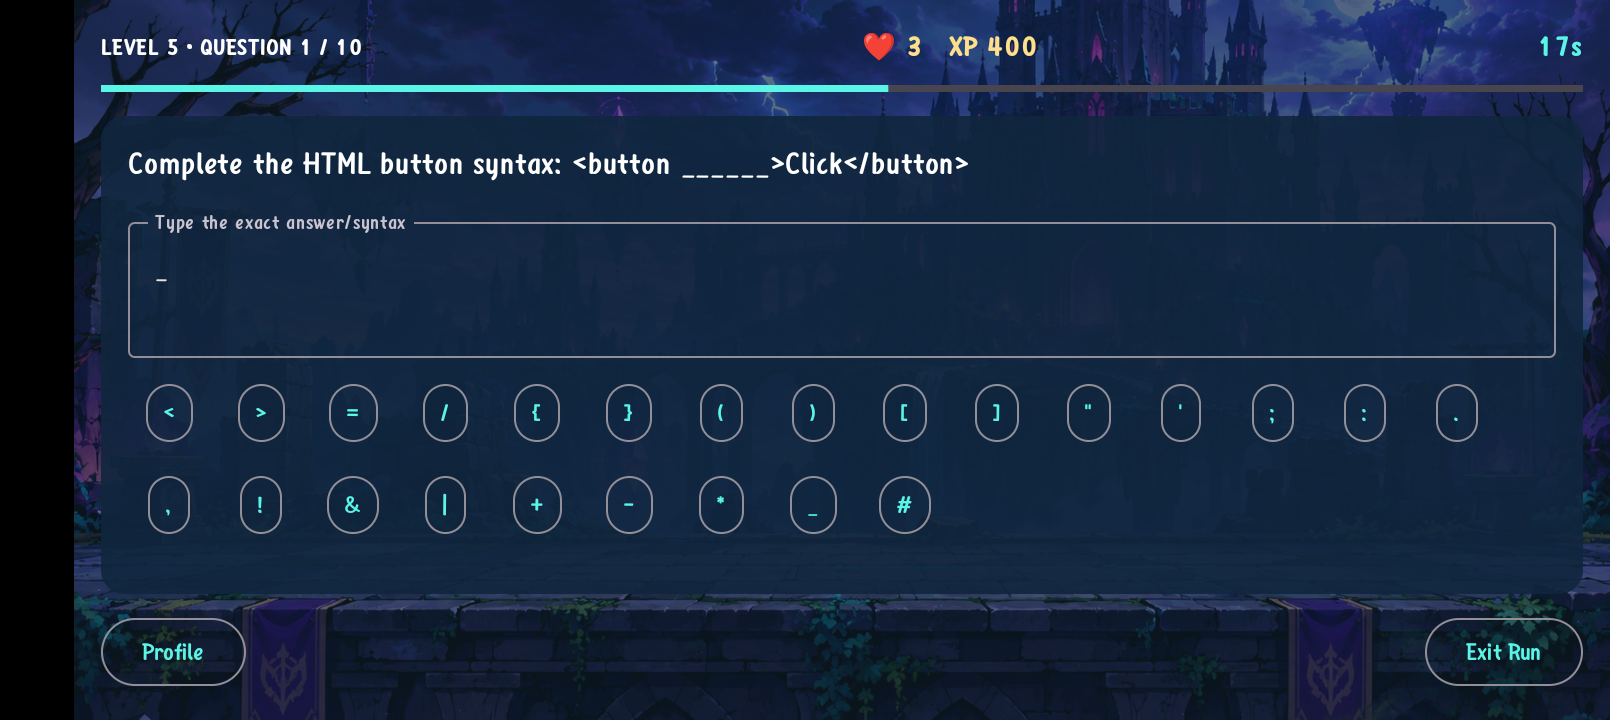 LEVEL 5 • QUESTION 1 / 10
❤️ 3 XP 400
17s
Complete the HTML button syntax: <button ______>Click</button>
Type the exact answer/syntax
_
< > = / { } ( ) [ ] " ' ; : .
, ! & | + - * _ #
Profile
Exit Run